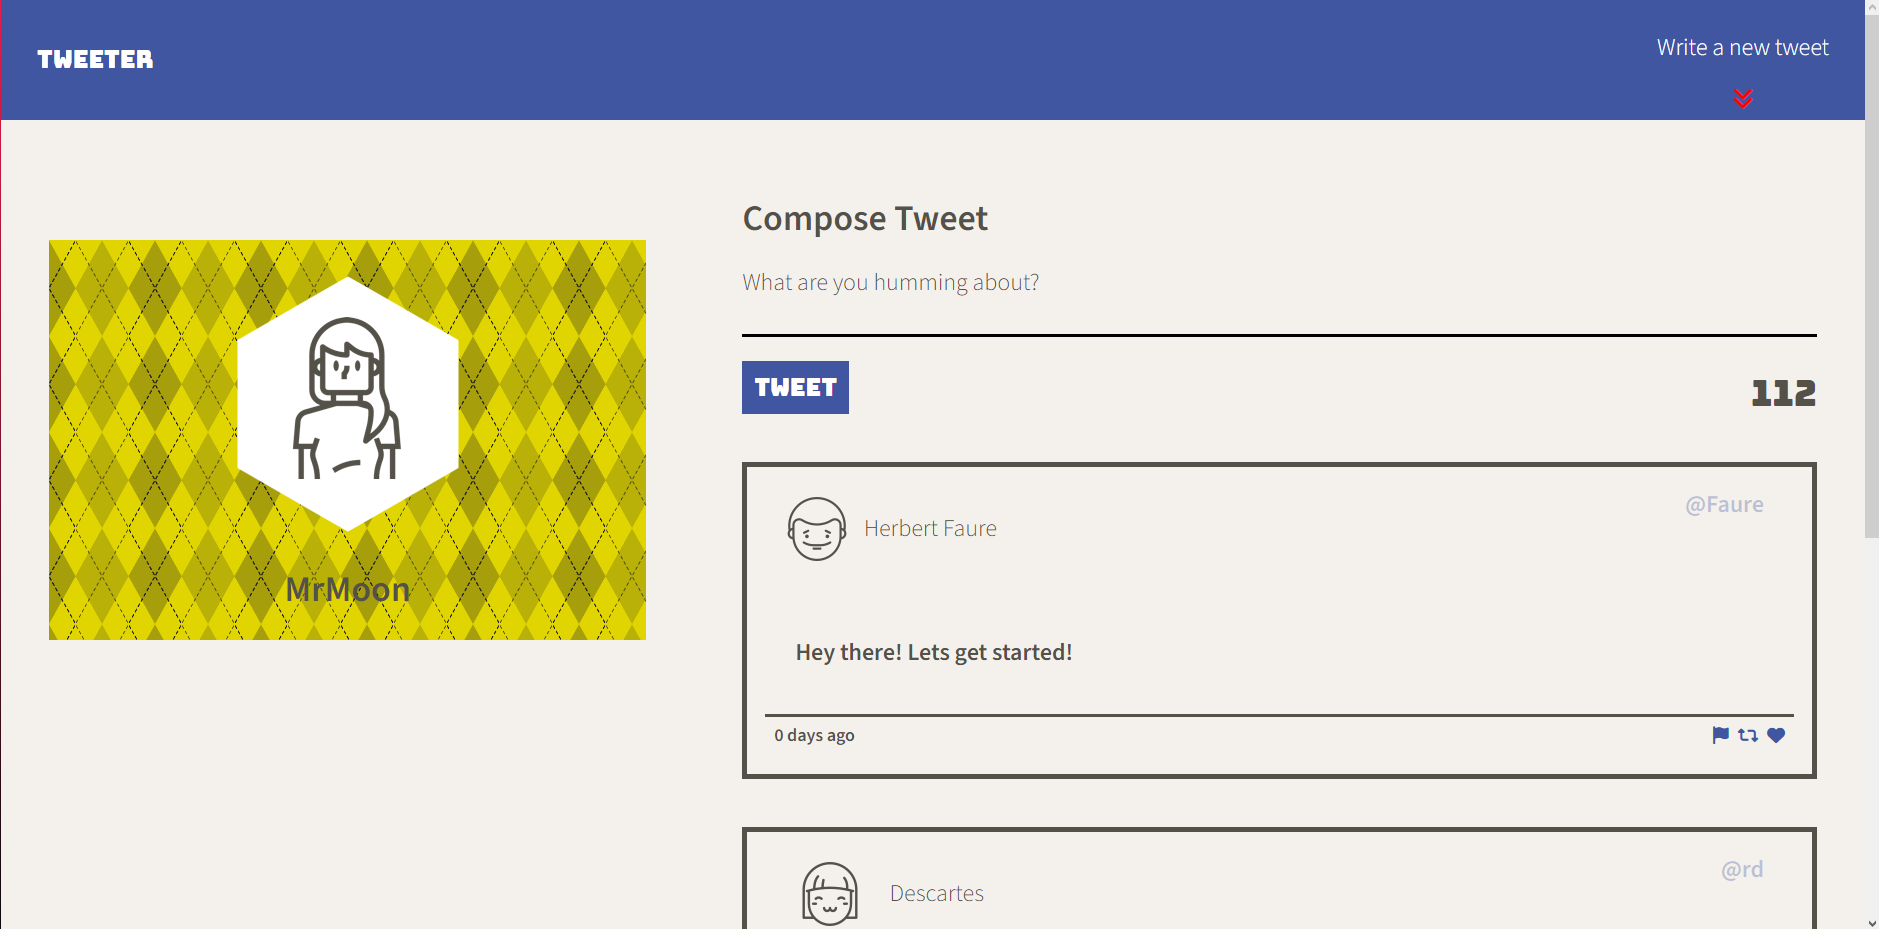 TWEETER
Write a new tweet
MrMoon
Compose Tweet
What are you humming about?
TWEET
112
Herbert Faure
@Faure
Hey there! Lets get started!
0 days ago
Descartes
@rd